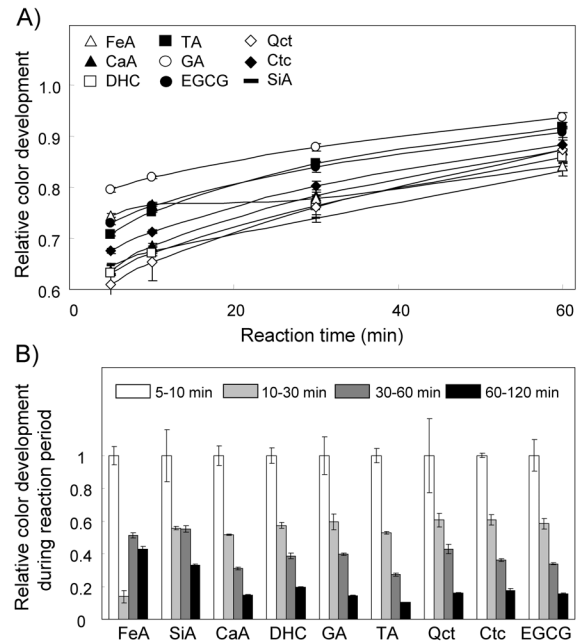 A)
FeA TA Qct
CaA GA Ctc
DHC EGCG SiA
Relative color development
1.0
0.9
0.8
0.7
0.6
0 20 40 60
Reaction time (min)
B)
Relative color development
during reaction period
5-10 min 10-30 min 30-60 min 60-120 min
1
0.8
0.6
0.4
0.2
0
FeA SiA CaA DHC GA TA Qct Ctc EGCG